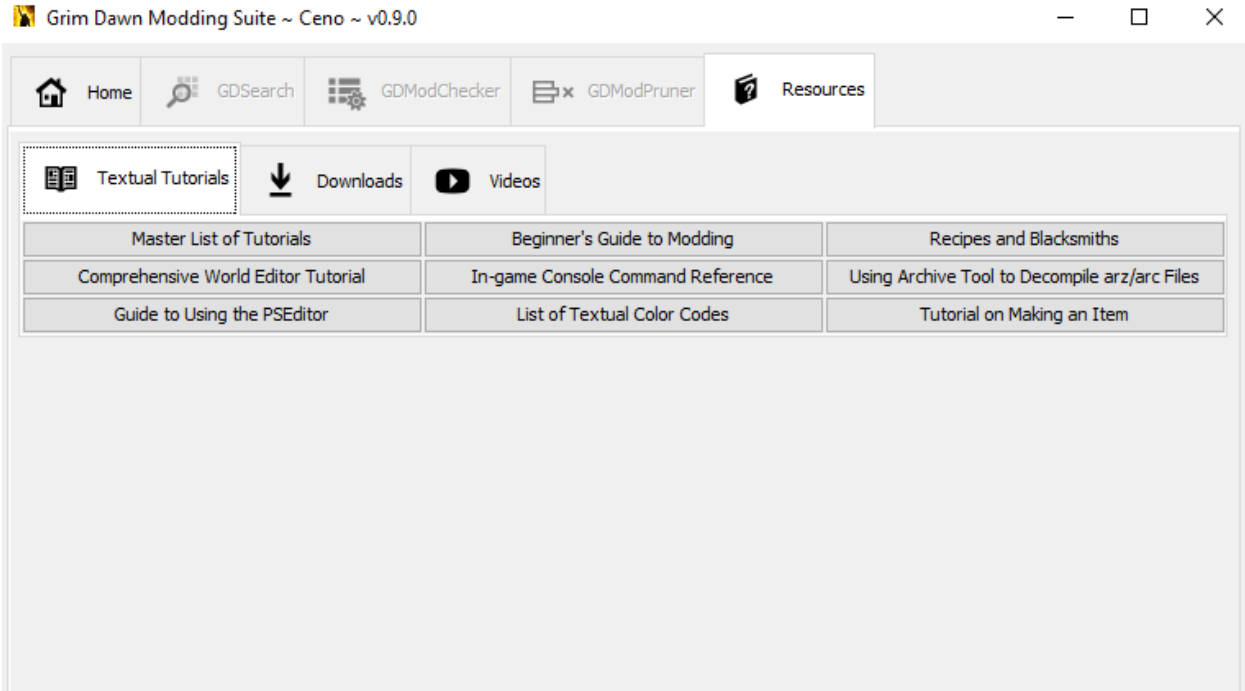 Grim Dawn Modding Suite ~ Ceno ~ v0.9.0
Home GDSearch GDModChecker GDModPruner Resources
Textual Tutorials Downloads Videos
Master List of Tutorials Beginner's Guide to Modding Recipes and Blacksmiths
Comprehensive World Editor Tutorial In-game Console Command Reference Using Archive Tool to Decompile arz/arc Files
Guide to Using the PSEditor List of Textual Color Codes Tutorial on Making an Item